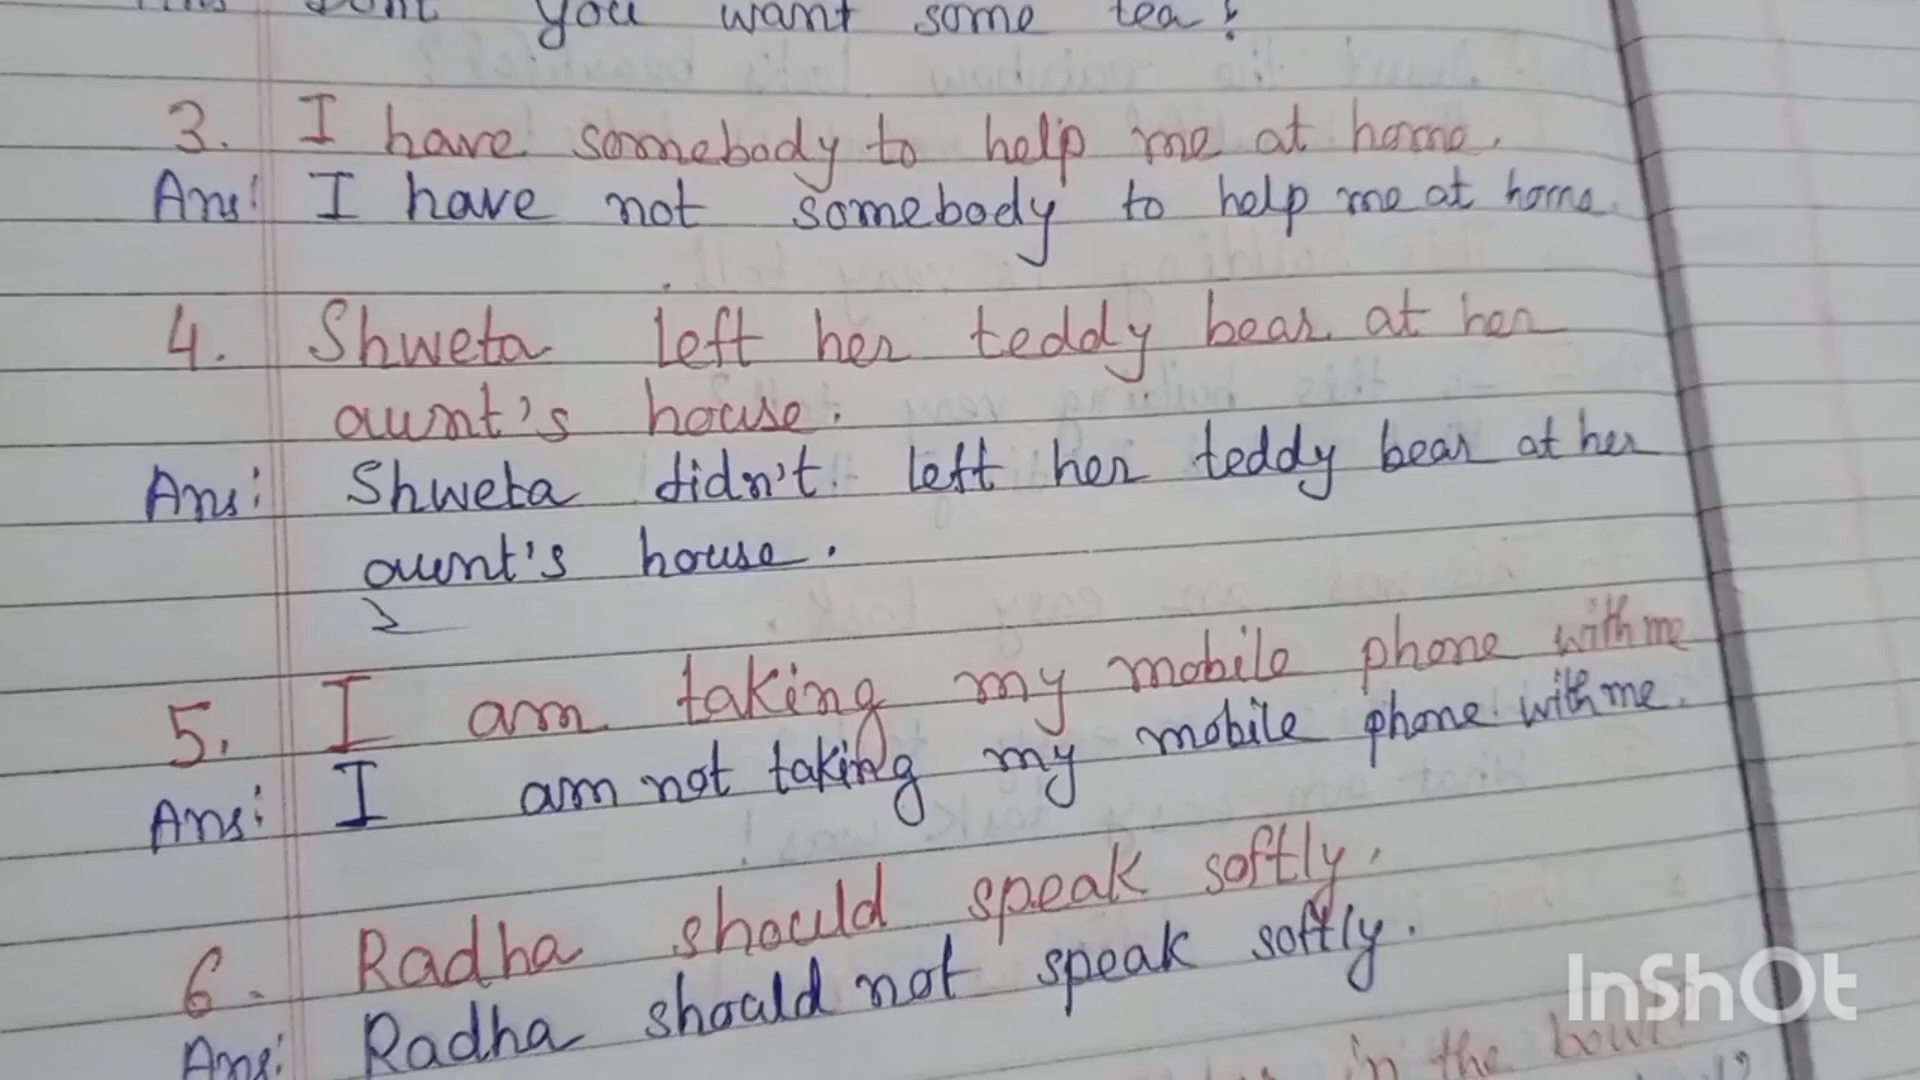 you want some tea?
3. I have somebody to help me at home.
Ans: I have not somebody to help me at home.
4. Shweta left her teddy bear at her
aunt's house.
Ans: Shweta didn't left her teddy bear at her
aunt's house.
5. I am taking my mobile phone with me
Ans: I am not taking my mobile phone with me.
6. Radha should speak softly.
Ans: Radha should not speak softly.
in the bowl
InShOt